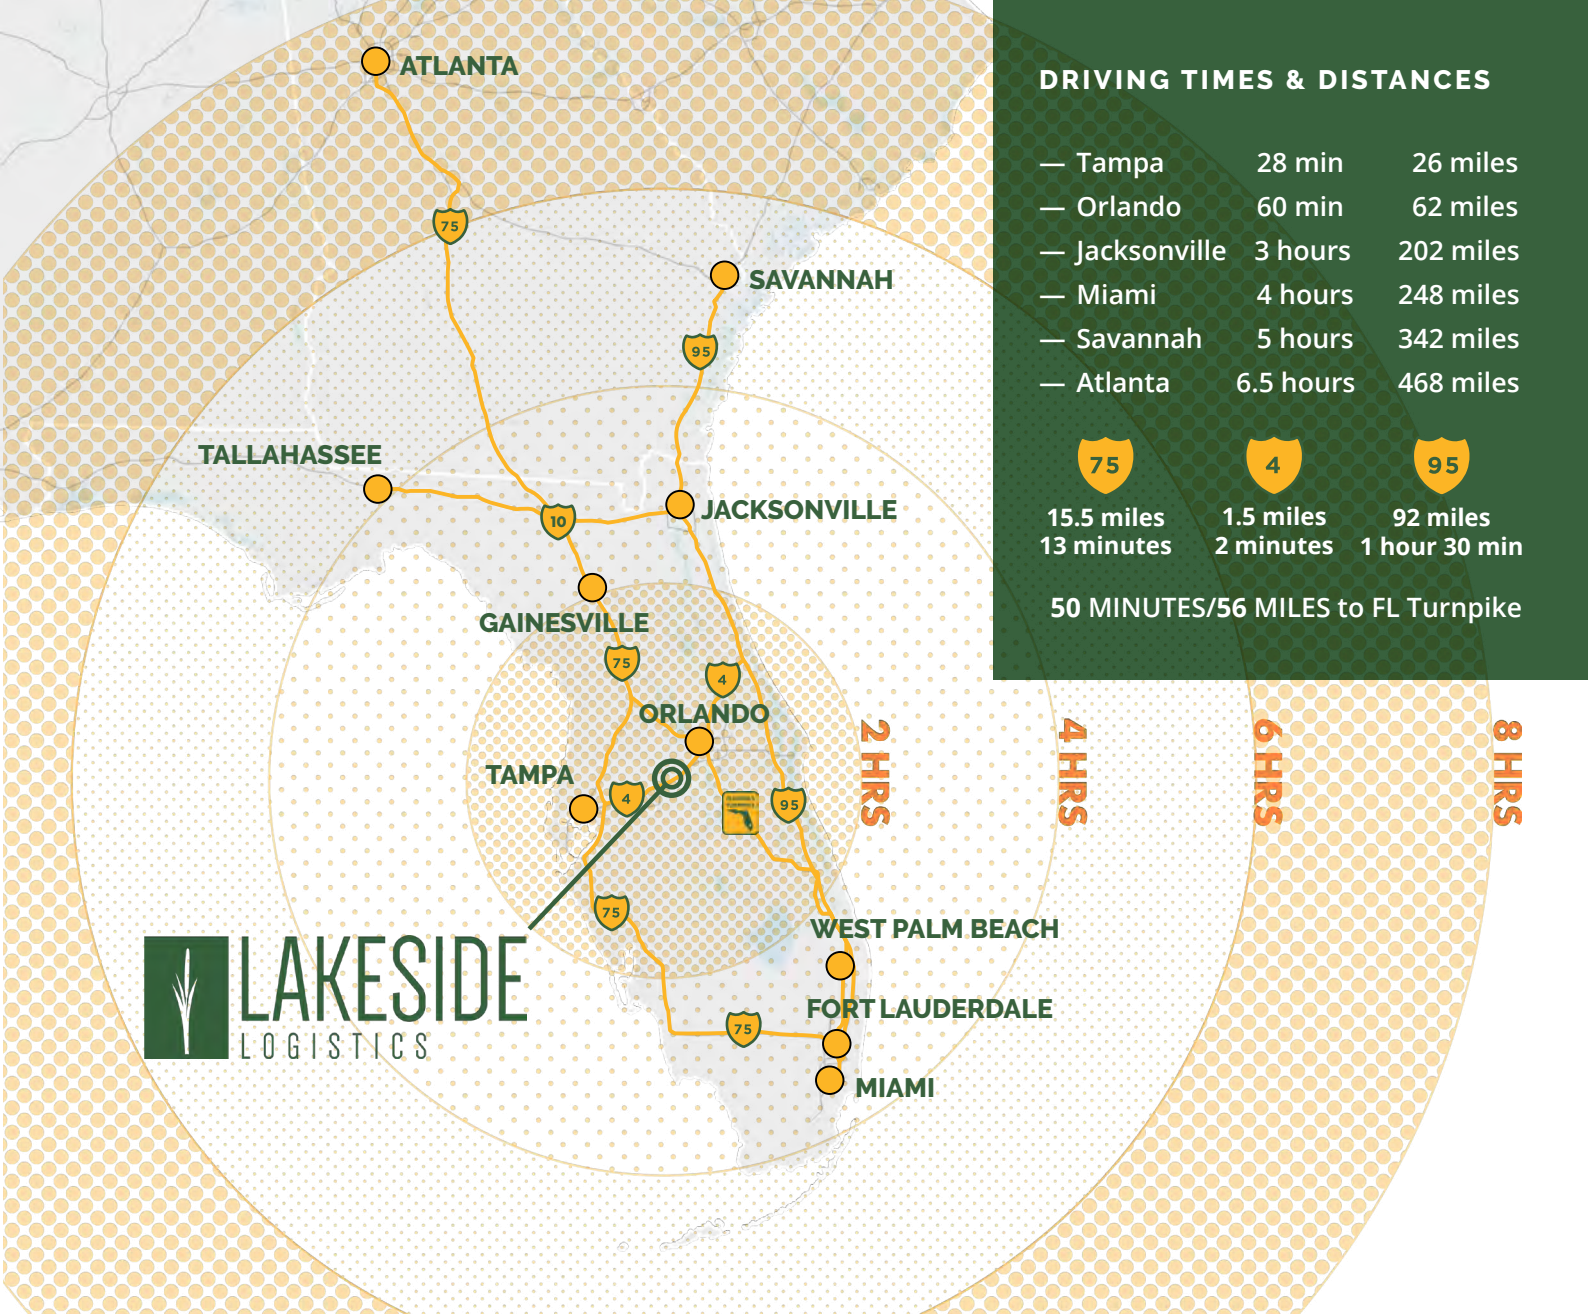 ATLANTA
75
SAVANNAH
95
TALLAHASSEE
10
JACKSONVILLE
GAINESVILLE
75
4
ORLANDO
TAMPA
4
95
75
WEST PALM BEACH
FORT LAUDERDALE
75
MIAMI
LAKESIDE
LOGISTICS
2 HRS
4 HRS
6 HRS
8 HRS
DRIVING TIMES & DISTANCES
— Tampa 28 min 26 miles
— Orlando 60 min 62 miles
— Jacksonville 3 hours 202 miles
— Miami 4 hours 248 miles
— Savannah 5 hours 342 miles
— Atlanta 6.5 hours 468 miles
75 4 95
15.5 miles 1.5 miles 92 miles
13 minutes 2 minutes 1 hour 30 min
50 MINUTES/56 MILES to FL Turnpike